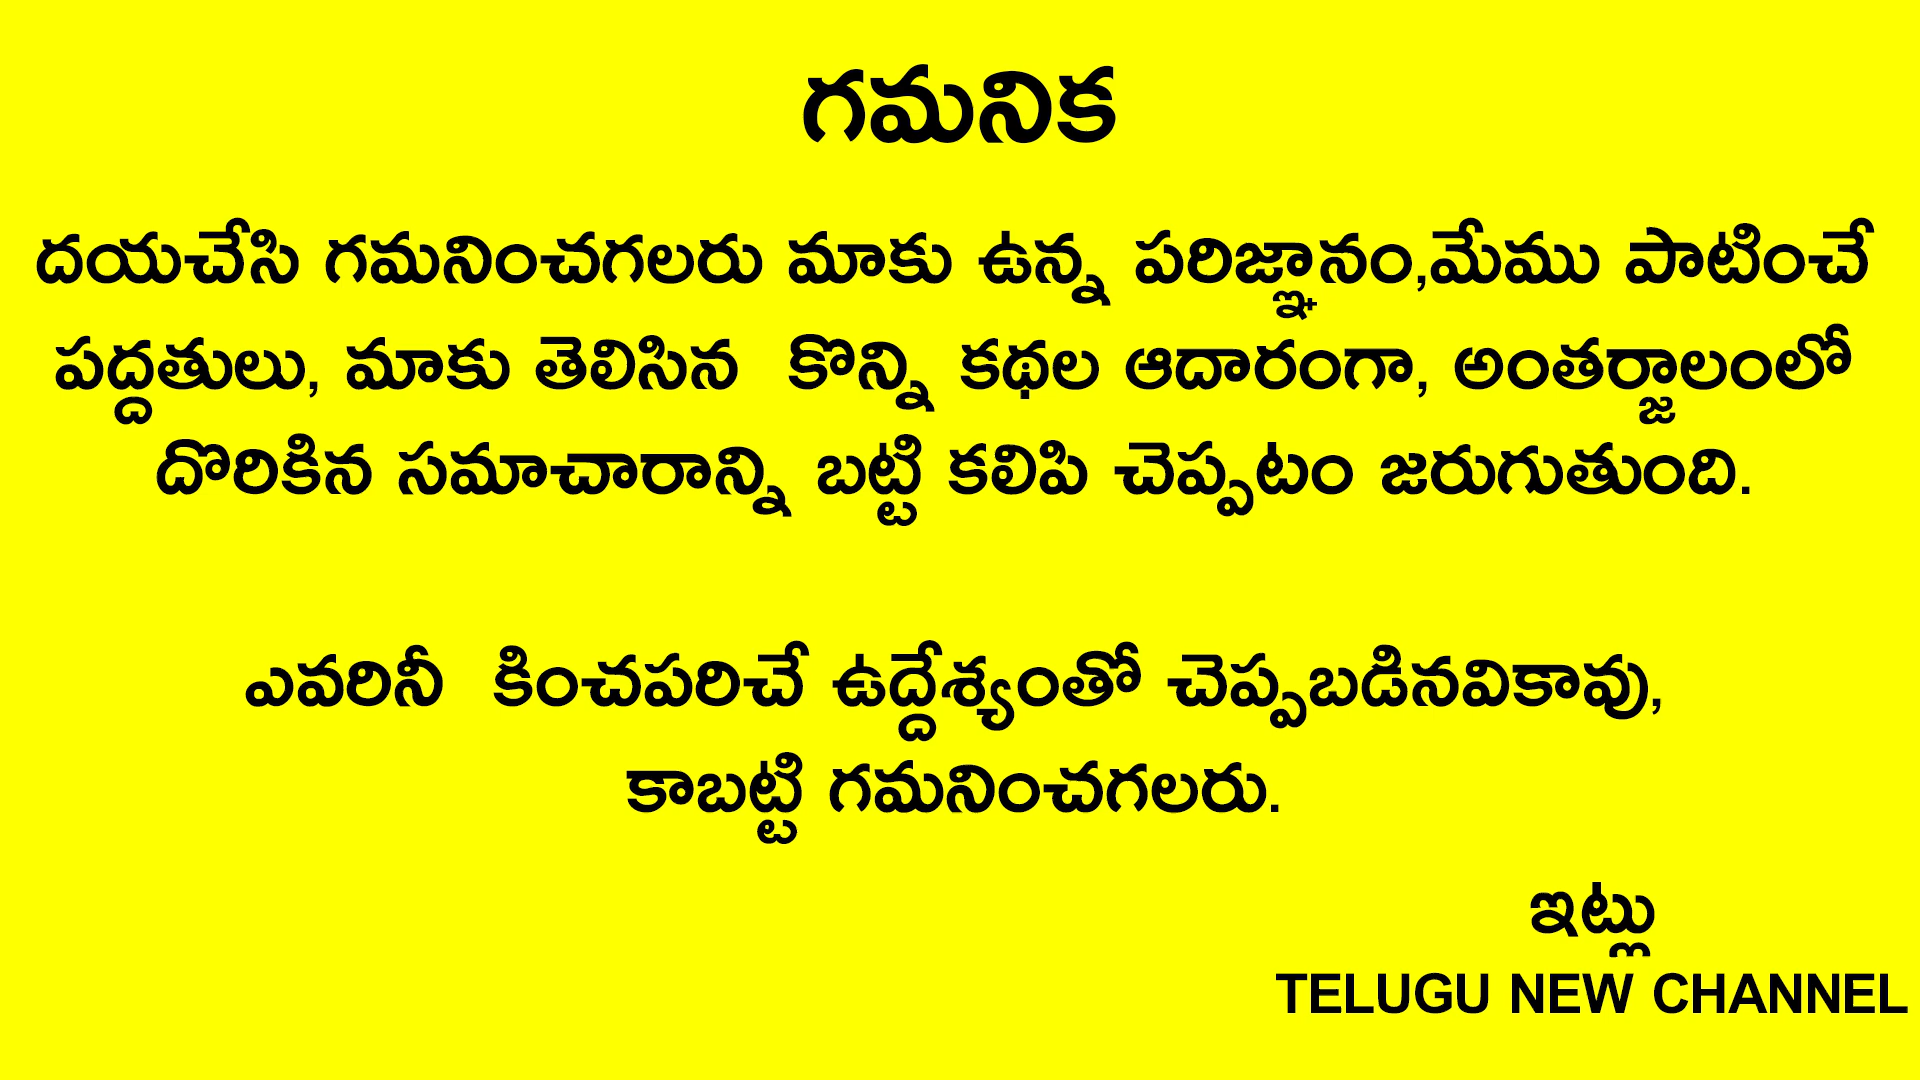 గమనిక
దయచేసి గమనించగలరు మాకు ఉన్న పరిజ్ఞానం,మేము పాటించే
పద్దతులు, మాకు తెలిసిన కొన్ని కథల ఆదారంగా, అంతర్జాలంలో
దొరికిన సమాచారాన్ని బట్టి కలిపి చెప్పటం జరుగుతుంది.
ఎవరినీ కించపరిచే ఉద్దేశ్యంతో చెప్పబడినవికావు,
కాబట్టి గమనించగలరు.
ఇట్లు
TELUGU NEW CHANNEL